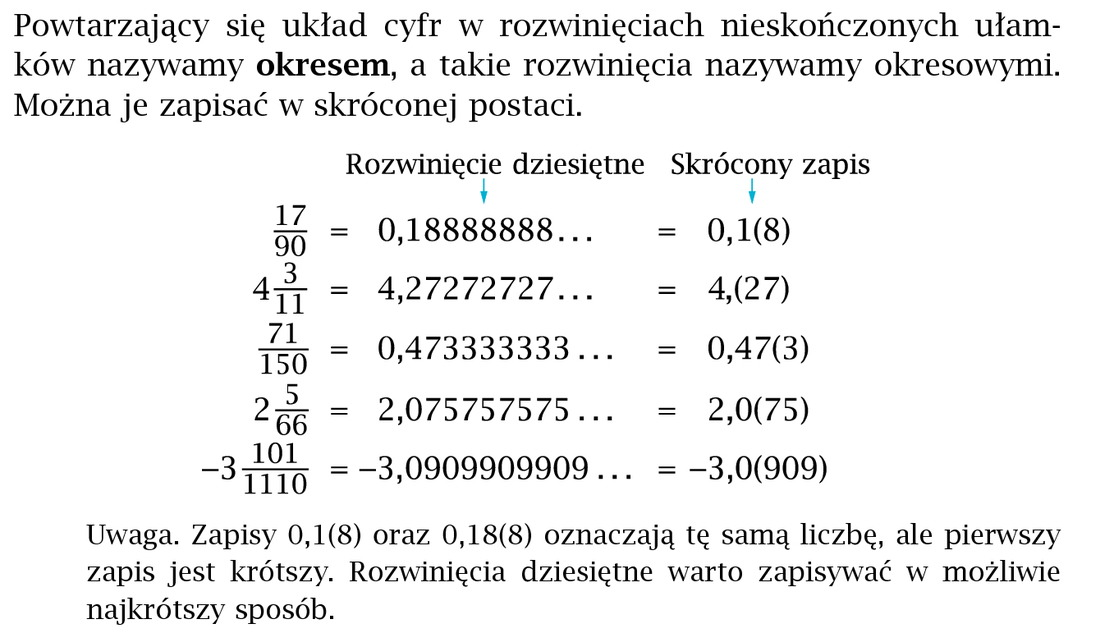 Powtarzający się układ cyfr w rozwinięciach nieskończonych ułam-
ków nazywamy okresem, a takie rozwinięcia nazywamy okresowymi.
Można je zapisać w skróconej postaci.
Rozwinięcie dziesiętne Skrócony zapis
17/90 = 0,18888888... = 0,1(8)
4 3/11 = 4,27272727... = 4,(27)
71/150 = 0,473333333... = 0,47(3)
2 5/66 = 2,075757575... = 2,0(75)
−3 101/1110 = −3,0909909909... = −3,0(909)
Uwaga. Zapisy 0,1(8) oraz 0,18(8) oznaczają tę samą liczbę, ale pierwszy
zapis jest krótszy. Rozwinięcia dziesiętne warto zapisywać w możliwie
najkrótszy sposób.